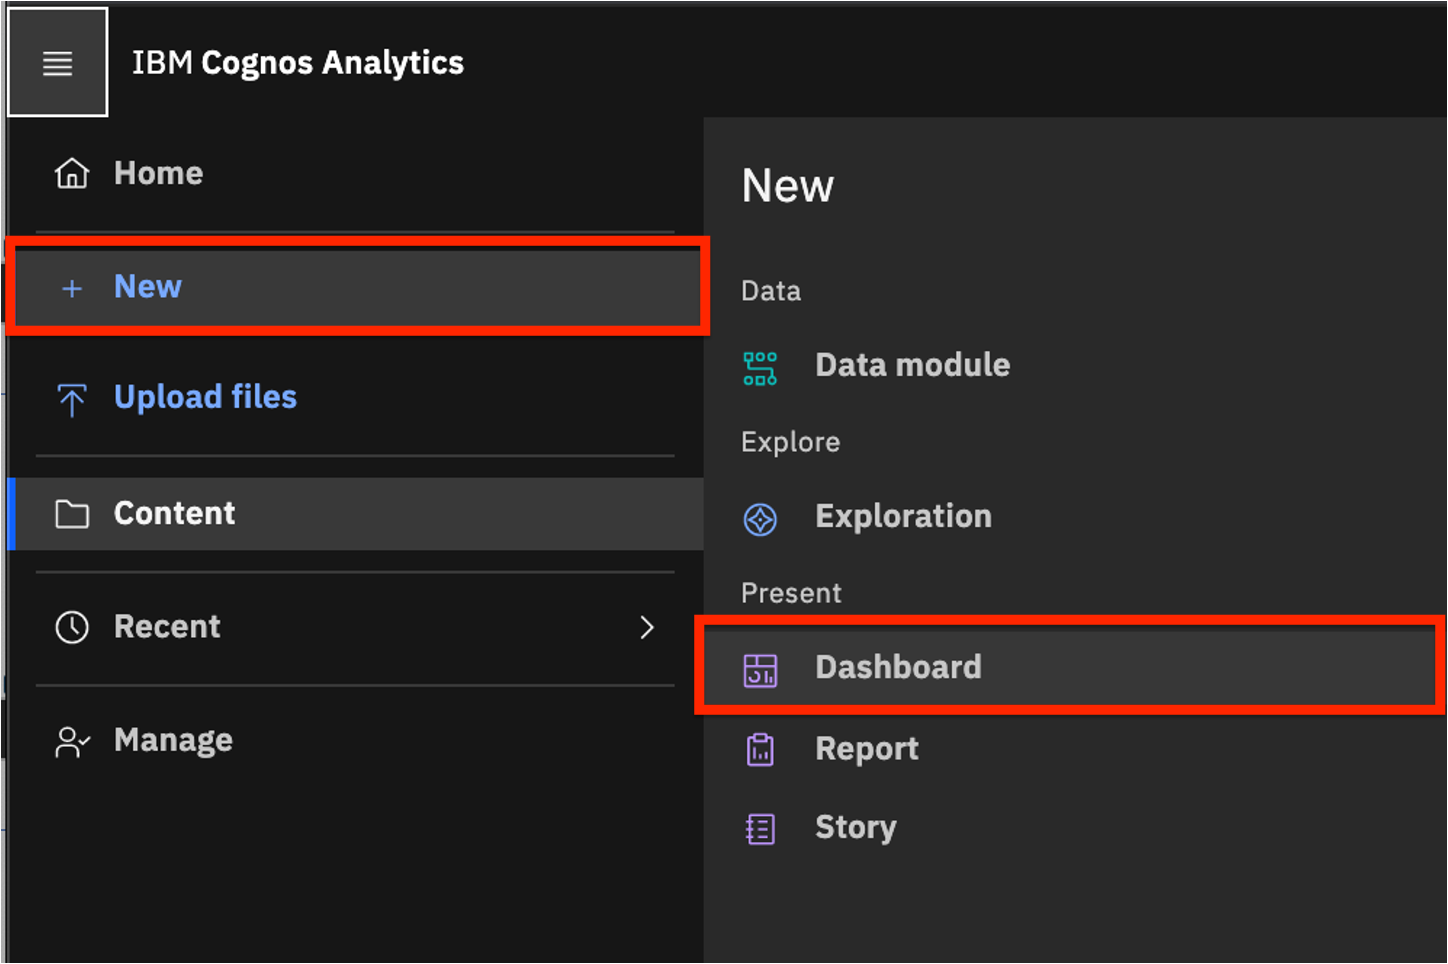 IBM Cognos Analytics
Home
New
Upload files
Content
Recent
Manage
New
Data
Data module
Explore
Exploration
Present
Dashboard
Report
Story